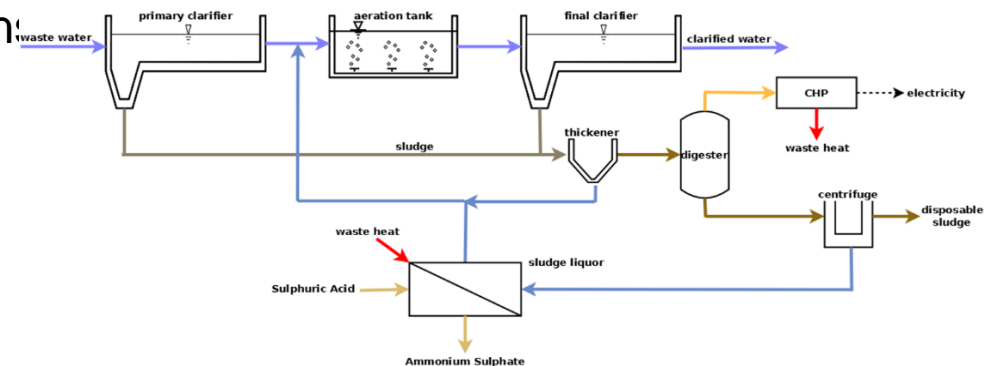 primary clarifier
aeration tank
final clarifier
waste water
clarified water
CHP
electricity
waste heat
thickener
sludge
digester
centrifuge
disposable
sludge
waste heat
sludge liquor
Sulphuric Acid
Ammonium Sulphate